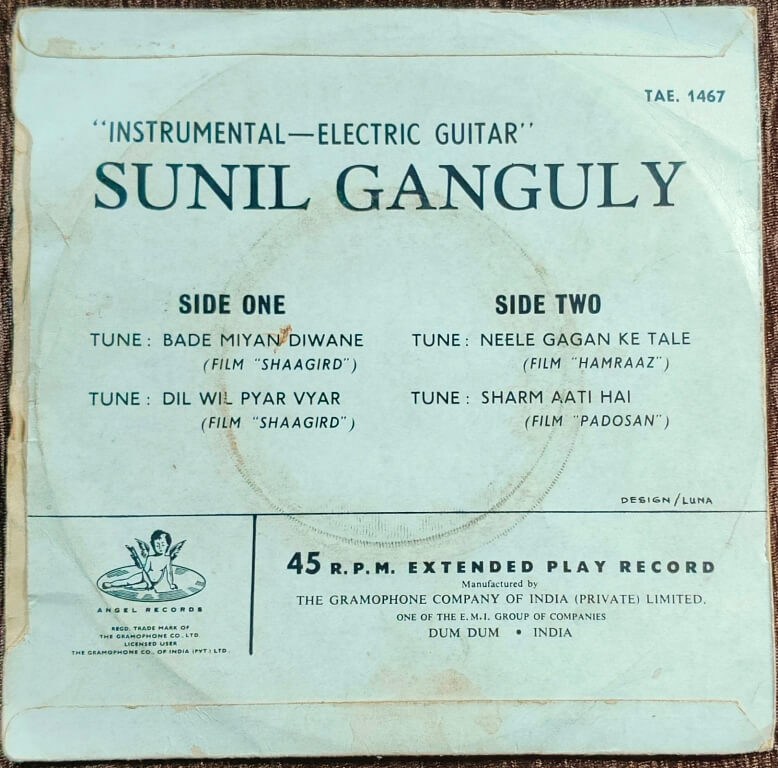 TAE. 1467
"INSTRUMENTAL—ELECTRIC GUITAR"
SUNIL GANGULY
SIDE ONE
TUNE: BADE MIYAN DIWANE
(FILM "SHAAGIRD")
TUNE: DIL WIL PYAR VYAR
(FILM "SHAAGIRD")
SIDE TWO
TUNE: NEELE GAGAN KE TALE
(FILM "HAMRAAZ")
TUNE: SHARM AATI HAI
(FILM "PADOSAN")
DESIGN/LUNA
ANGEL RECORDS
REGD. TRADE MARK OF
THE GRAMOPHONE CO. LTD.
LICENSED USER
THE GRAMOPHONE CO., OF INDIA (PVT.) LTD.
45 R.P.M. EXTENDED PLAY RECORD
Manufactured by
THE GRAMOPHONE COMPANY OF INDIA (PRIVATE) LIMITED.
ONE OF THE E.M.I. GROUP OF COMPANIES
DUM DUM • INDIA